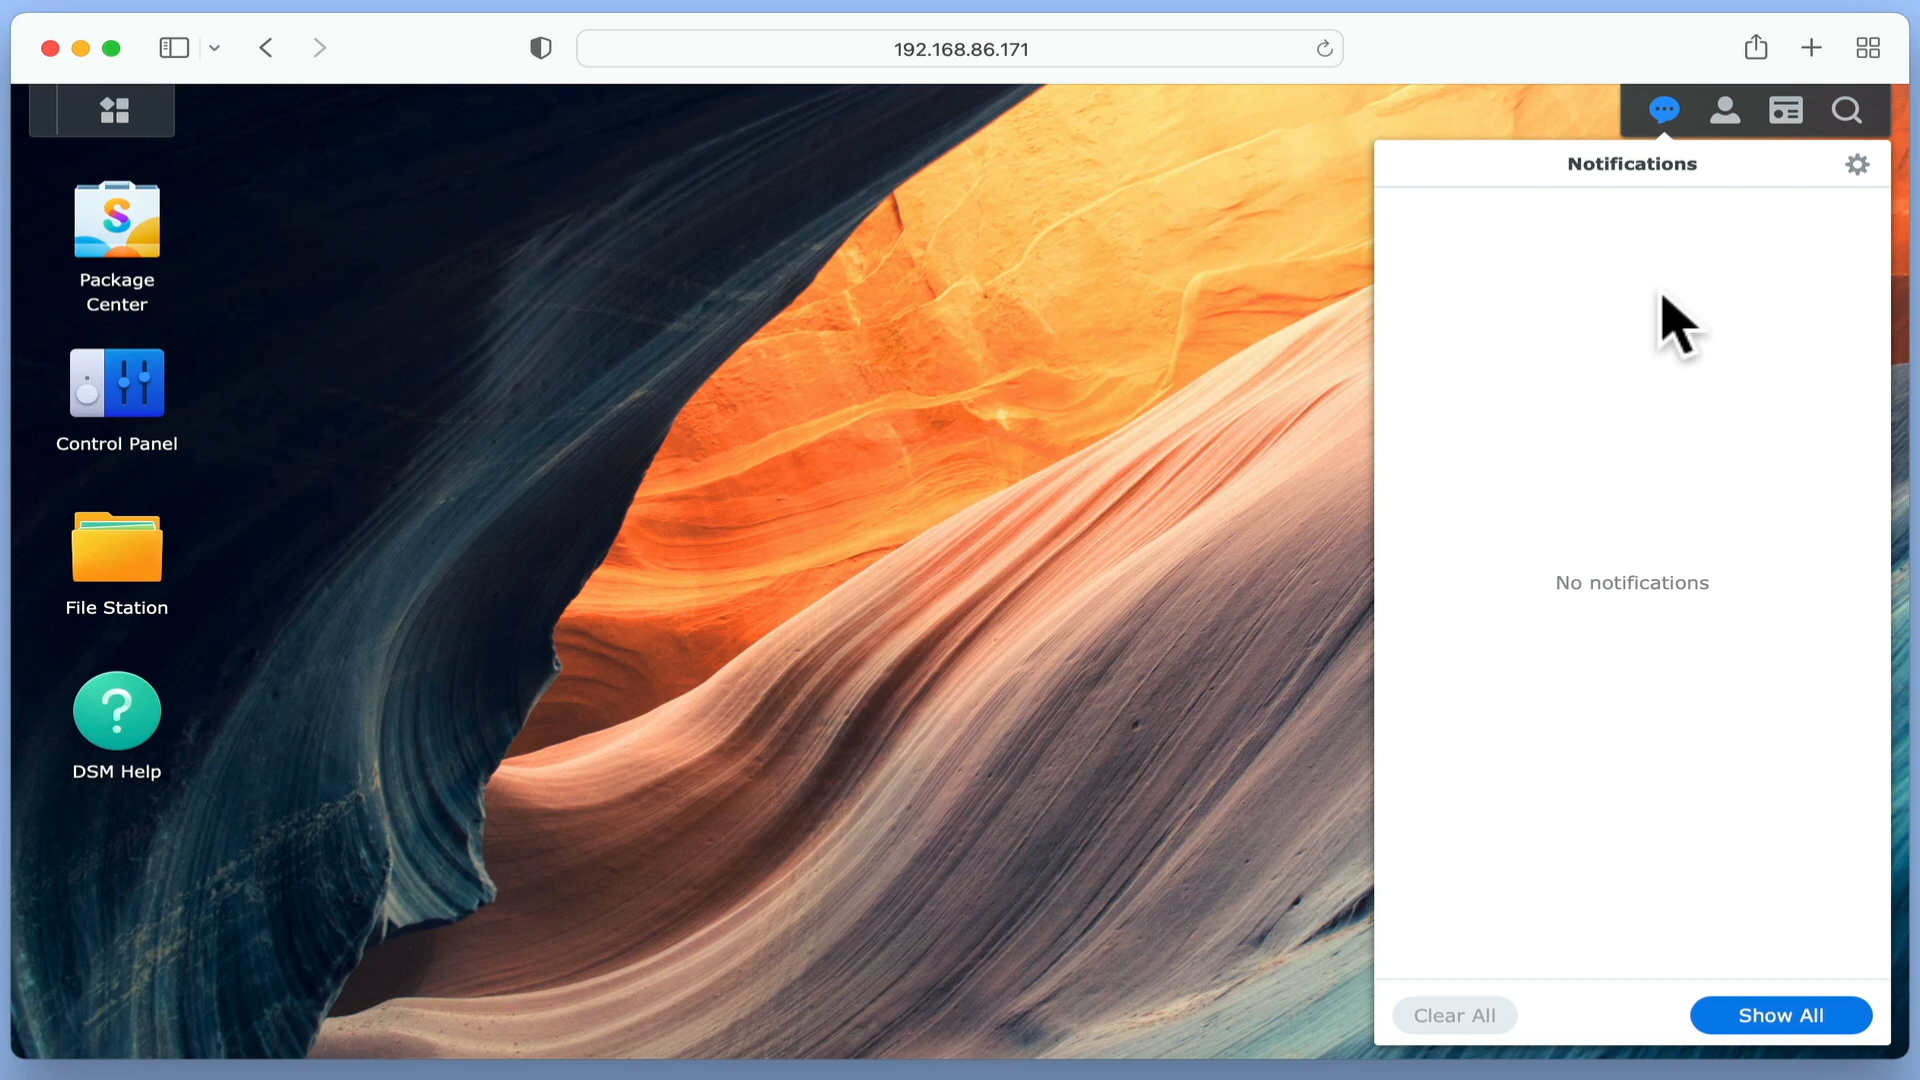 192.168.86.171
Notifications
Package
Center
Control Panel
File Station
DSM Help
No notifications
Clear All
Show All